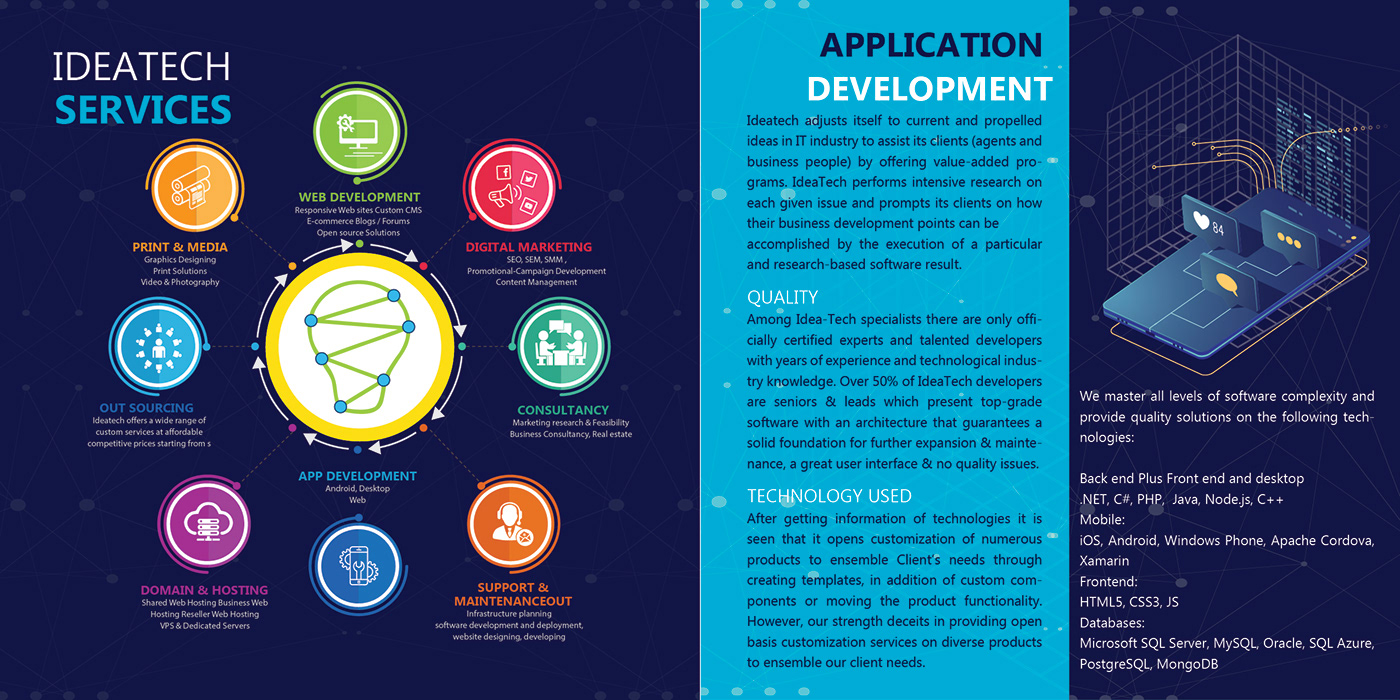 IDEATECH
SERVICES
WEB DEVELOPMENT
Responsive Web sites Custom CMS
E-commerce Blogs / Forums
Open source Solutions
PRINT & MEDIA
Graphics Designing
Print Solutions
Video & Photography
DIGITAL MARKETING
SEO, SEM, SMM ,
Promotional-Campaign Development
Content Management
OUT SOURCING
Ideatech offers a wide range of
custom services at affordable
competitive prices starting from s
CONSULTANCY
Marketing research & Feasibility
Business Consultancy, Real estate
APP DEVELOPMENT
Android, Desktop
Web
DOMAIN & HOSTING
Shared Web Hosting Business Web
Hosting Reseller Web Hosting
VPS & Dedicated Servers
SUPPORT &
MAINTENANCEOUT
Infrastructure planning
software development and deployment,
website designing, developing
APPLICATION
DEVELOPMENT
Ideatech adjusts itself to current and propelled
ideas in IT industry to assist its clients (agents and
business people) by offering value-added pro-
grams. IdeaTech performs intensive research on
each given issue and prompts its clients on how
their business development points can be
accomplished by the execution of a particular
and research-based software result.
QUALITY
Among Idea-Tech specialists there are only offi-
cially certified experts and talented developers
with years of experience and technological indus-
try knowledge. Over 50% of IdeaTech developers
are seniors & leads which present top-grade
software with an architecture that guarantees a
solid foundation for further expansion & mainte-
nance, a great user interface & no quality issues.
TECHNOLOGY USED
After getting information of technologies it is
seen that it opens customization of numerous
products to ensemble Client's needs through
creating templates, in addition of custom com-
ponents or moving the product functionality.
However, our strength deceits in providing open
basis customization services on diverse products
to ensemble our client needs.
84
We master all levels of software complexity and
provide quality solutions on the following tech-
nologies:
Back end Plus Front end and desktop
.NET, C#, PHP, Java, Node.js, C++
Mobile:
iOS, Android, Windows Phone, Apache Cordova,
Xamarin
Frontend:
HTML5, CSS3, JS
Databases:
Microsoft SQL Server, MySQL, Oracle, SQL Azure,
PostgreSQL, MongoDB